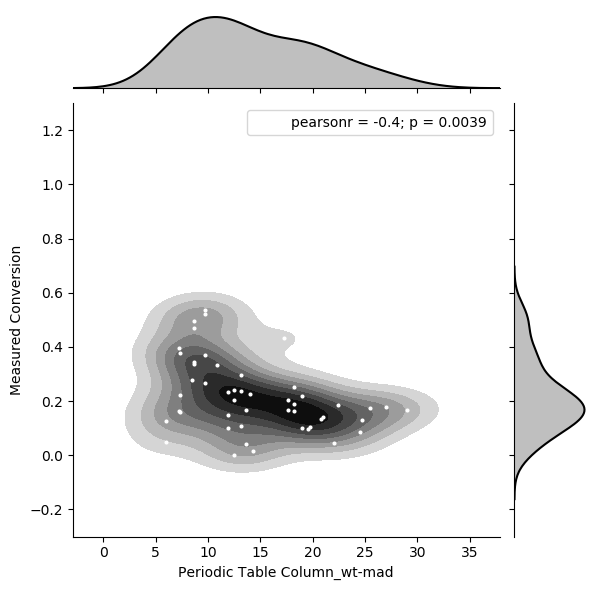 pearsonr = -0.4; p = 0.0039
1.2
1.0
0.8
0.6
0.4
0.2
0.0
−0.2
Measured Conversion
0 5 10 15 20 25 30 35
Periodic Table Column_wt-mad